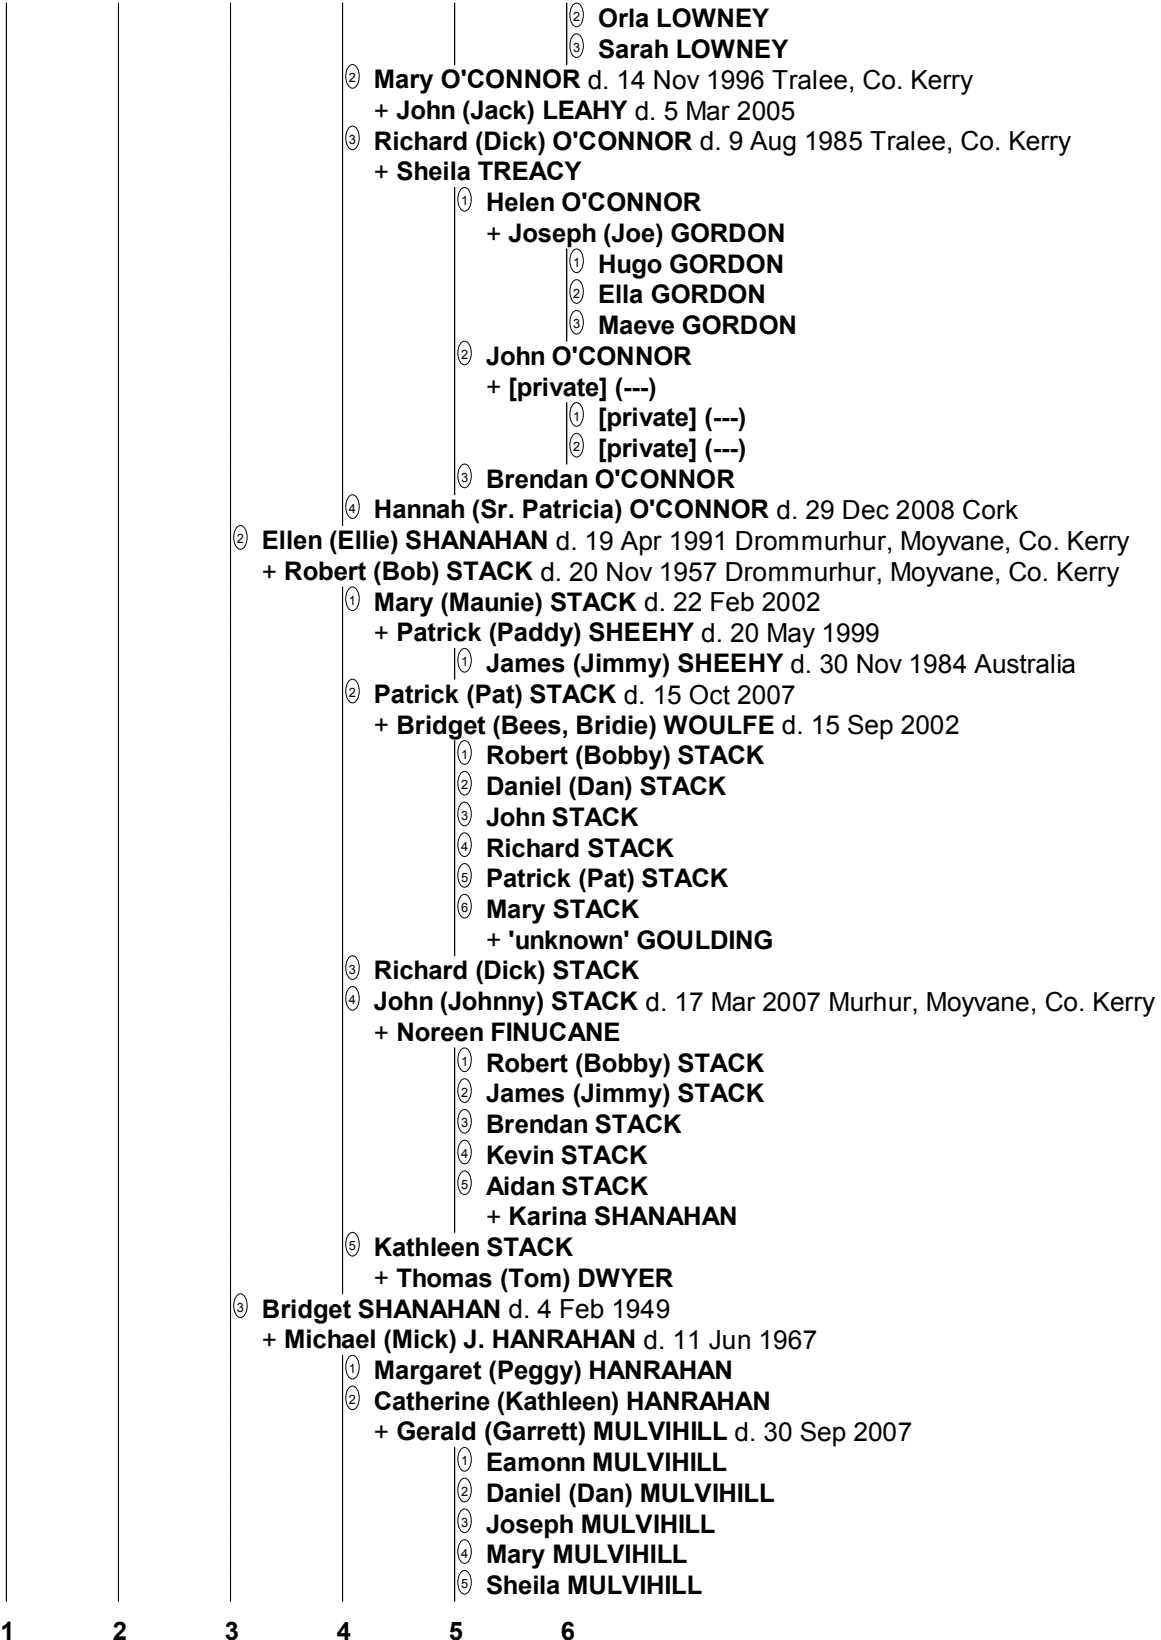 ② Orla LOWNEY
③ Sarah LOWNEY
② Mary O'CONNOR d. 14 Nov 1996 Tralee, Co. Kerry
+ John (Jack) LEAHY d. 5 Mar 2005
③ Richard (Dick) O'CONNOR d. 9 Aug 1985 Tralee, Co. Kerry
+ Sheila TREACY
① Helen O'CONNOR
+ Joseph (Joe) GORDON
① Hugo GORDON
② Ella GORDON
③ Maeve GORDON
② John O'CONNOR
+ [private] (---)
① [private] (---)
② [private] (---)
③ Brendan O'CONNOR
④ Hannah (Sr. Patricia) O'CONNOR d. 29 Dec 2008 Cork
② Ellen (Ellie) SHANAHAN d. 19 Apr 1991 Drommurhur, Moyvane, Co. Kerry
+ Robert (Bob) STACK d. 20 Nov 1957 Drommurhur, Moyvane, Co. Kerry
① Mary (Maunie) STACK d. 22 Feb 2002
+ Patrick (Paddy) SHEEHY d. 20 May 1999
① James (Jimmy) SHEEHY d. 30 Nov 1984 Australia
② Patrick (Pat) STACK d. 15 Oct 2007
+ Bridget (Bees, Bridie) WOULFE d. 15 Sep 2002
① Robert (Bobby) STACK
② Daniel (Dan) STACK
③ John STACK
④ Richard STACK
⑤ Patrick (Pat) STACK
⑥ Mary STACK
+ 'unknown' GOULDING
③ Richard (Dick) STACK
④ John (Johnny) STACK d. 17 Mar 2007 Murhur, Moyvane, Co. Kerry
+ Noreen FINUCANE
① Robert (Bobby) STACK
② James (Jimmy) STACK
③ Brendan STACK
④ Kevin STACK
⑤ Aidan STACK
+ Karina SHANAHAN
⑤ Kathleen STACK
+ Thomas (Tom) DWYER
③ Bridget SHANAHAN d. 4 Feb 1949
+ Michael (Mick) J. HANRAHAN d. 11 Jun 1967
① Margaret (Peggy) HANRAHAN
② Catherine (Kathleen) HANRAHAN
+ Gerald (Garrett) MULVIHILL d. 30 Sep 2007
① Eamonn MULVIHILL
② Daniel (Dan) MULVIHILL
③ Joseph MULVIHILL
④ Mary MULVIHILL
⑤ Sheila MULVIHILL
1 2 3 4 5 6